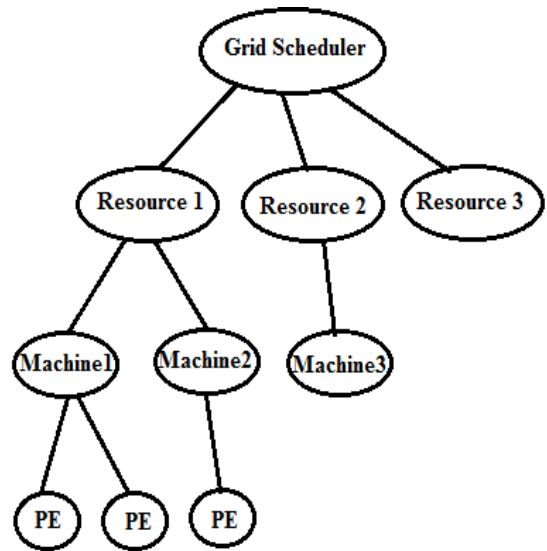 Grid Scheduler
Resource 1
Resource 2
Resource 3
Machine1
Machine2
Machine3
PE
PE
PE